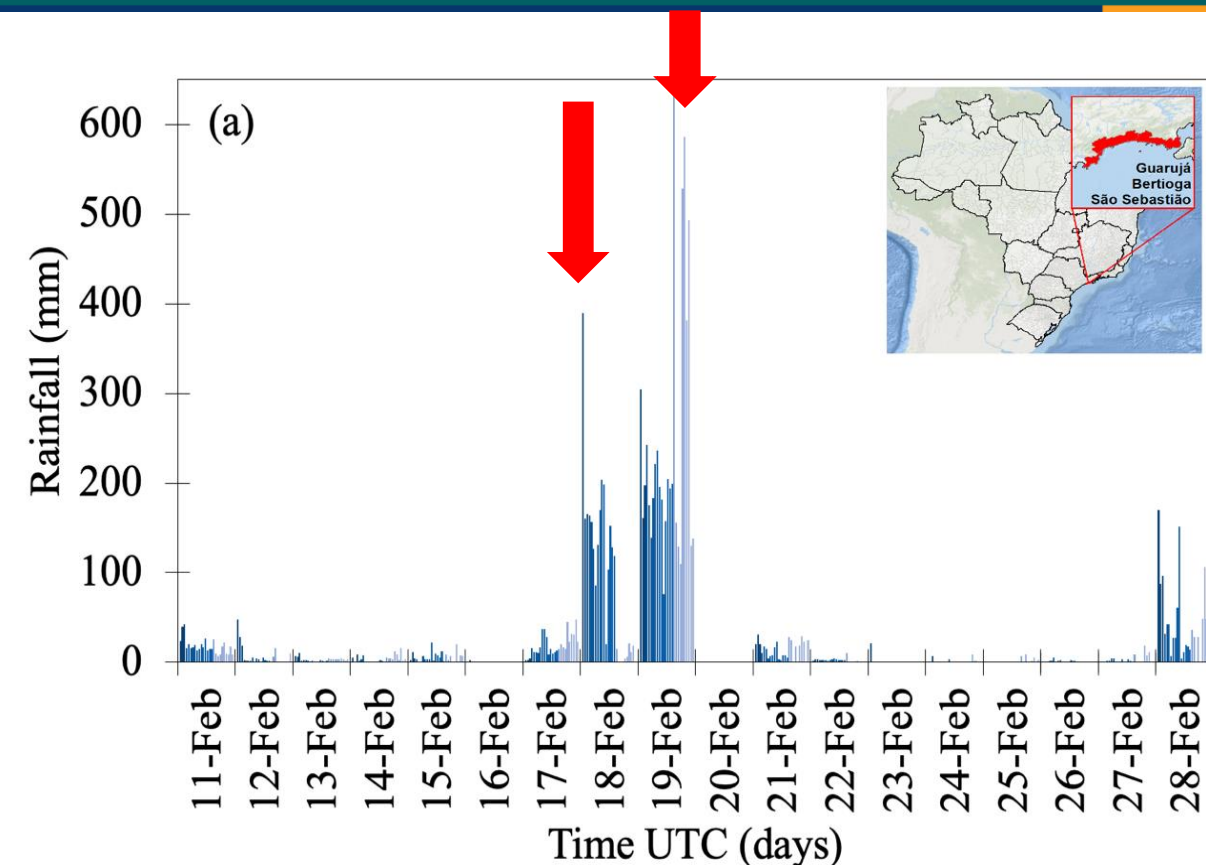 (a)
Rainfall (mm)
600
500
400
300
200
100
0
Guarujá
Bertioga
São Sebastião
11-Feb
12-Feb
13-Feb
14-Feb
15-Feb
16-Feb
17-Feb
18-Feb
19-Feb
20-Feb
21-Feb
22-Feb
23-Feb
24-Feb
25-Feb
26-Feb
27-Feb
28-Feb
Time UTC (days)